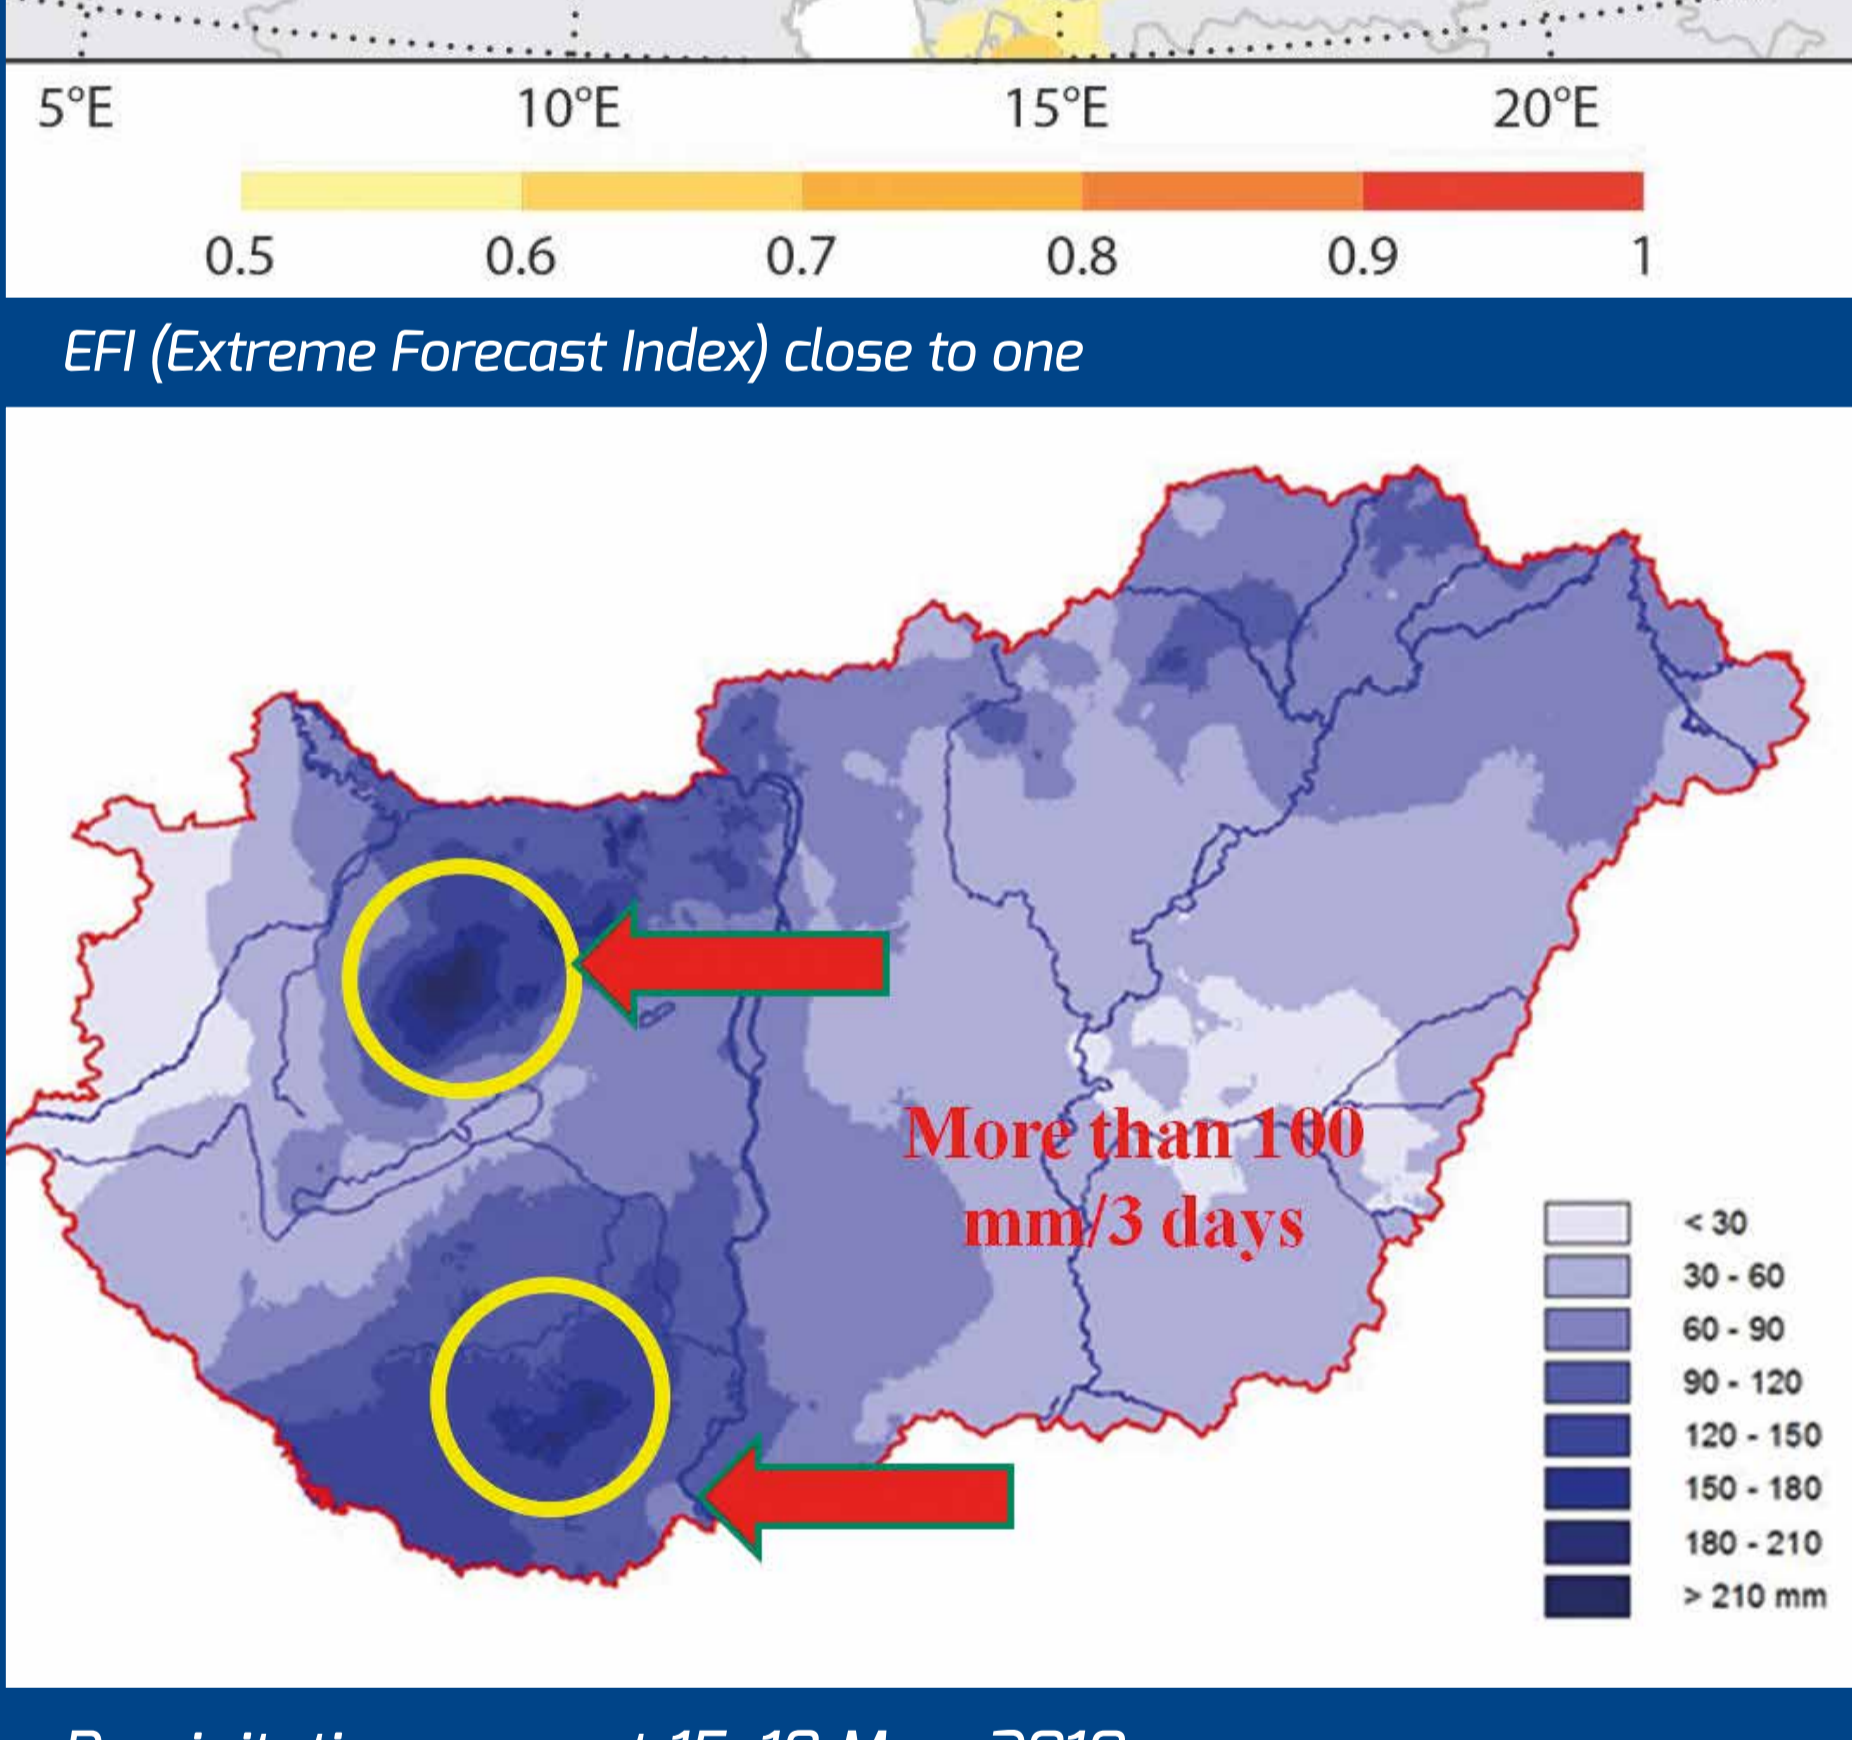 5°E 10°E 15°E 20°E
0.5 0.6 0.7 0.8 0.9 1
EFI (Extreme Forecast Index) close to one
More than 100
mm/3 days
< 30
30 - 60
60 - 90
90 - 120
120 - 150
150 - 180
180 - 210
> 210 mm